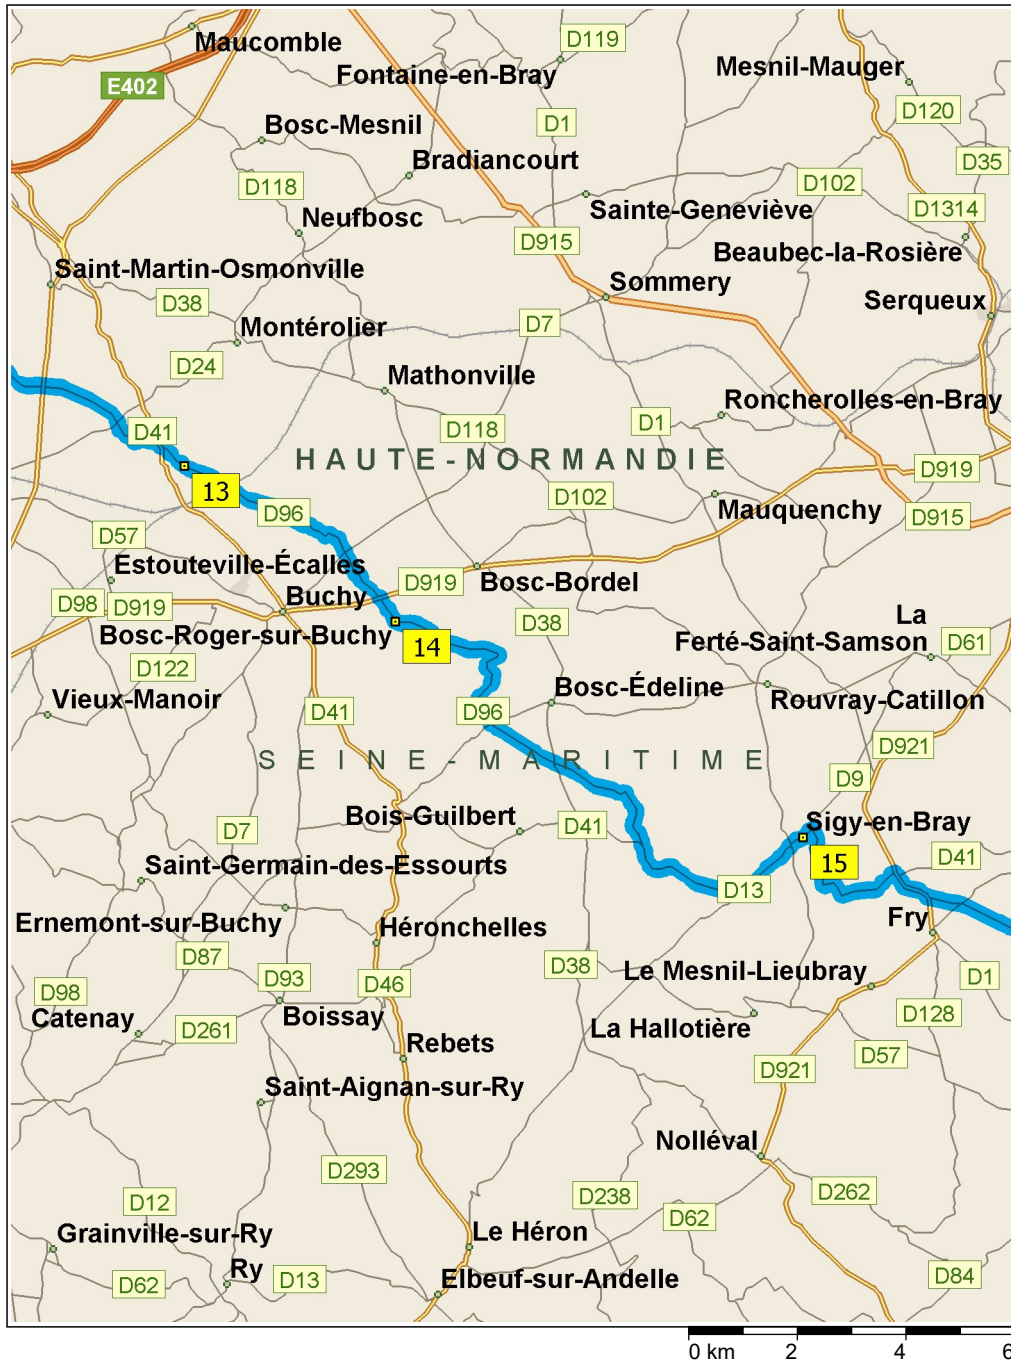 Maucomble
D119
Fontaine-en-Bray
Mesnil-Mauger
E402
D120
Bosc-Mesnil
D1
Bradiancourt
D35
D118
D102
Neufbosc
Sainte-Geneviève
D1314
D915
Beaubec-la-Rosière
Saint-Martin-Osmonville
Sommery
D38
Serqueux
Montérolier
D7
D24
Mathonville
Roncherolles-en-Bray
D41
D118
D1
HAUTE-NORMANDIE
D919
13
D102
Mauquenchy
D96
D915
D57
Estouteville-Écalles
D919
Bosc-Bordel
Buchy
D98
D919
La
Ferté-Saint-Samson
D38
Bosc-Roger-sur-Buchy
14
D61
D122
Bosc-Édeline
Vieux-Manoir
Rouvray-Catillon
D41
D96
D921
SEINE-MARITIME
D9
Bois-Guilbert
D7
D41
Sigy-en-Bray
D41
Saint-Germain-des-Essourts
15
D13
Ernemont-sur-Buchy
Fry
Héronchelles
D87
D38
Le Mesnil-Lieubray
D93
D46
D1
D98
Catenay
Boissay
D128
D261
La Hallotière
Rebets
D57
D921
Saint-Aignan-sur-Ry
Nolléval
D293
D262
D12
D238
D62
Grainville-sur-Ry
Le Héron
Ry
D62
D13
Elbeuf-sur-Andelle
D84
0 km 2 4 6